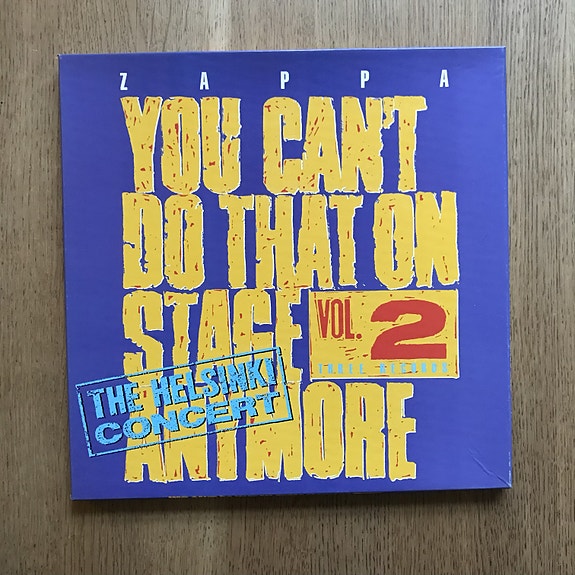 ZAPPA
YOU CAN'T
DO THAT ON
STAGE
VOL. 2
THREE RECORDS
THE HELSINKI
CONCERT
ANYMORE